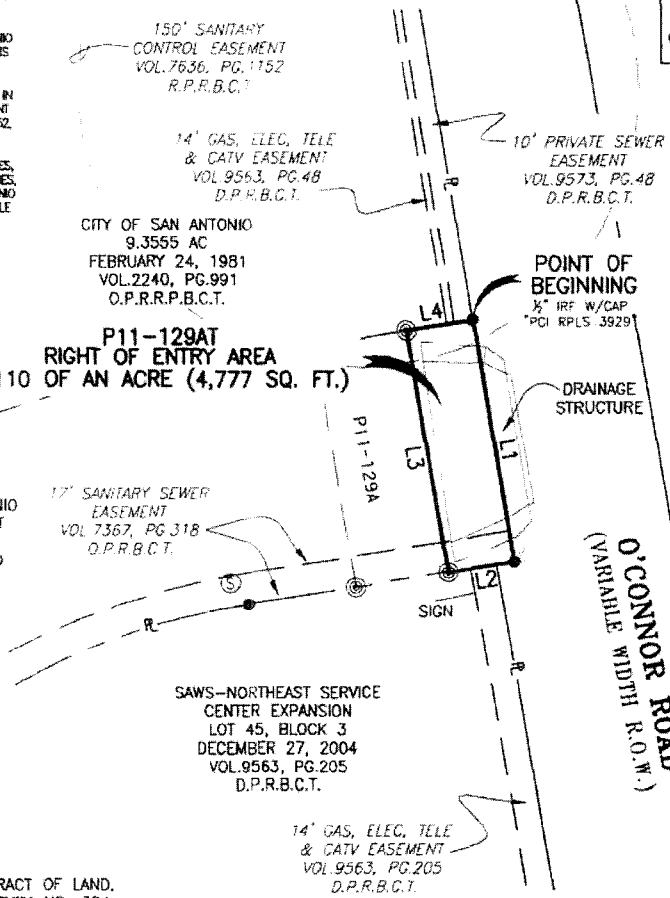 150' SANITARY
CONTROL EASEMENT
VOL.7636, PG.1152
R.P.R.B.C.T.
14' GAS, ELEC, TELE
& CATV EASEMENT
VOL.9563, PG.48
D.P.R.B.C.T.
10' PRIVATE SEWER
EASEMENT
VOL.9573, PG.48
D.P.R.B.C.T.
CITY OF SAN ANTONIO
9.3555 AC
FEBRUARY 24, 1981
VOL.2240, PG.991
O.P.R.R.P.B.C.T.
POINT OF
BEGINNING
½" IRF W/CAP
"PCI RPLS 3929"
P11-129AT
RIGHT OF ENTRY AREA
110 OF AN ACRE (4,777 SQ. FT.)
L4
L3
L1
L2
PL
DRAINAGE
STRUCTURE
P11-129A
17' SANITARY SEWER
EASEMENT
VOL 7367, PG.318
O.P.R.B.C.T.
S
PL
SIGN
PL
O'CONNOR ROAD
(VARIABLE WIDTH R.O.W.)
SAWS-NORTHEAST SERVICE
CENTER EXPANSION
LOT 45, BLOCK 3
DECEMBER 27, 2004
VOL.9563, PG.205
D.P.R.B.C.T.
14' GAS, ELEC, TELE
& CATV EASEMENT
VOL.9563, PG.205
D.P.R.B.C.T.
RACT OF LAND,